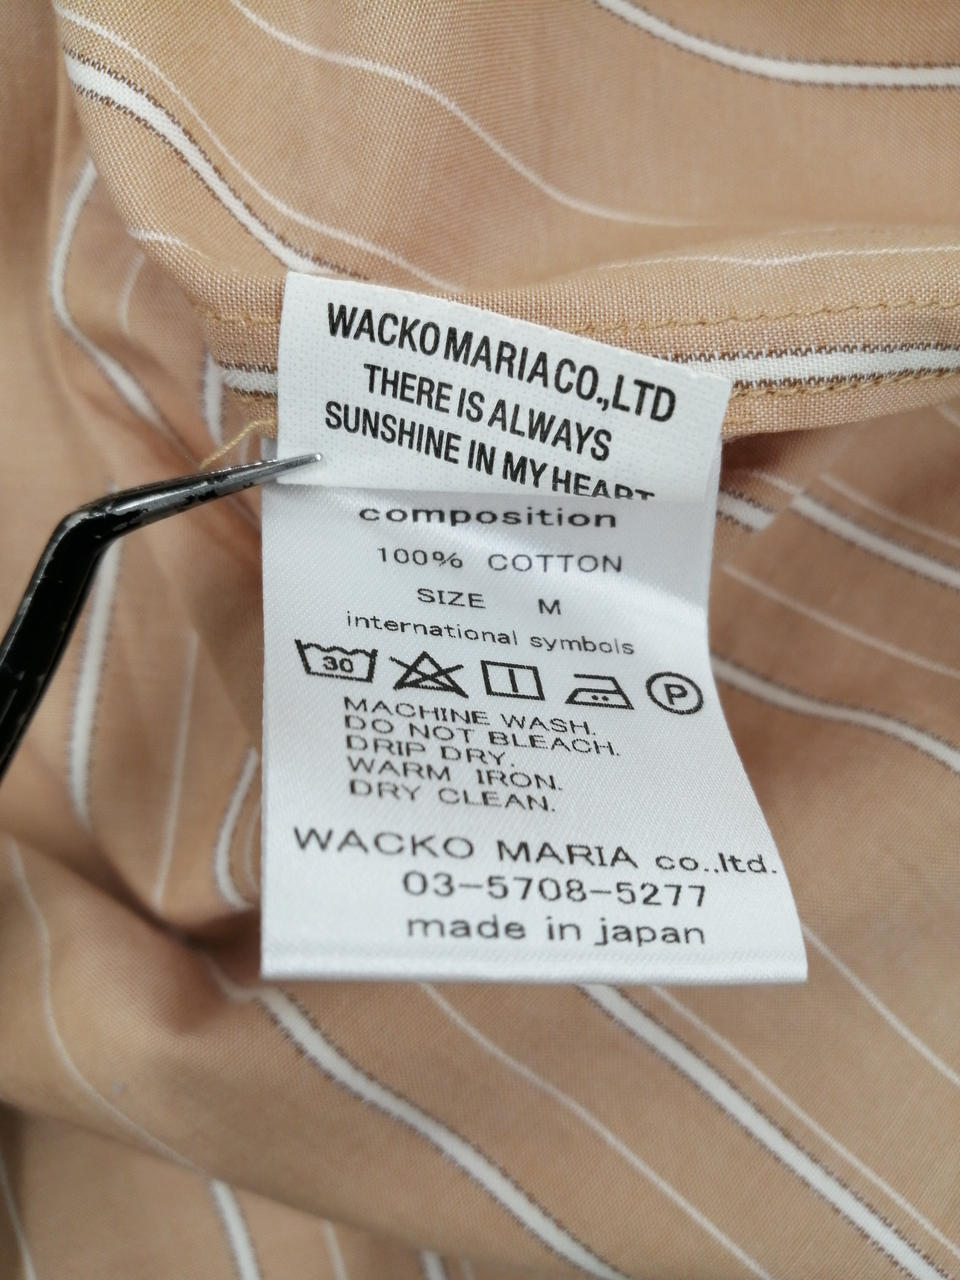 WACKO MARIA CO.,LTD
THERE IS ALWAYS
SUNSHINE IN MY HEART
composition
100% COTTON
SIZE M
international symbols
30 P
MACHINE WASH.
DO NOT BLEACH.
DRIP DRY.
WARM IRON.
DRY CLEAN.
WACKO MARIA co.,ltd.
03-5708-5277
made in japan